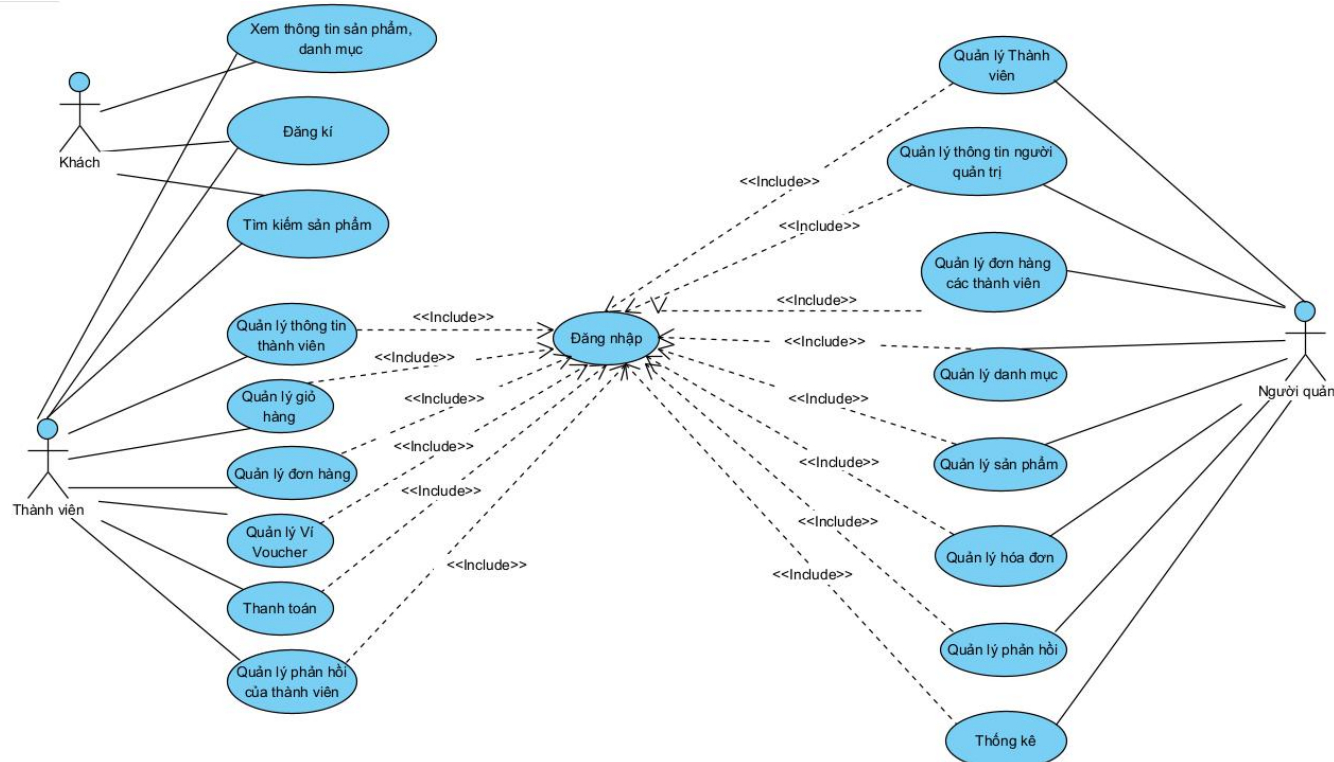 Xem thông tin sản phẩm,
danh mục
Khách
Đăng kí
Tìm kiếm sản phẩm
Quản lý thông tin
thành viên
Quản lý giỏ
hàng
Quản lý đơn hàng
Thành viên
Quản lý Ví
Voucher
Thanh toán
Quản lý phản hồi
của thành viên
<<Include>>
<<Include>>
<<Include>>
<<Include>>
<<Include>>
<<Include>>
Đăng nhập
<<Include>>
<<Include>>
<<Include>>
<<Include>>
<<Include>>
<<Include>>
<<Include>>
<<Include>>
Quản lý Thành
viên
Quản lý thông tin người
quản trị
Quản lý đơn hàng
các thành viên
Quản lý danh mục
Quản lý sản phẩm
Quản lý hóa đơn
Quản lý phản hồi
Thống kê
Người quản